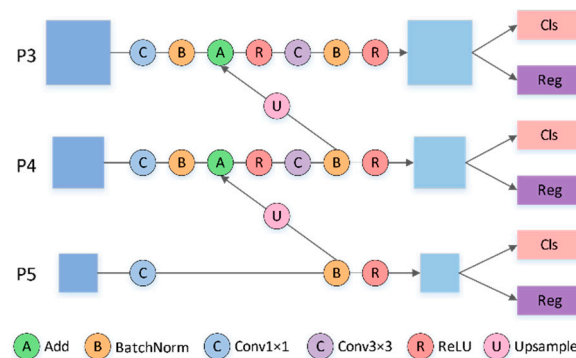 Cls
P3 C B A R C B R
Reg
U
Cls
P4 C B A R C B R
Reg
U
Cls
P5 C B R
Reg
A Add B BatchNorm C Conv1×1 C Conv3×3 R ReLU U Upsample